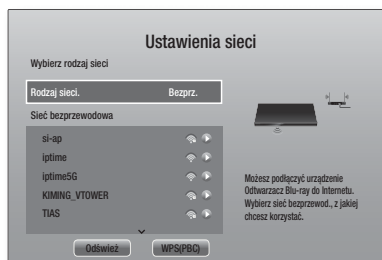 Ustawienia sieci
Wybierz rodzaj sieci
Rodzaj sieci. Bezprz.
Sieć bezprzewodowa
si-ap
iptime
iptime5G
KIMING_VTOWER
TIAS
Możesz podłączyć urządzenie
Odtwarzacz Blu-ray do Internetu.
Wybierz sieć bezprzewod., z jakiej
chcesz korzystać.
Odśwież WPS(PBC)